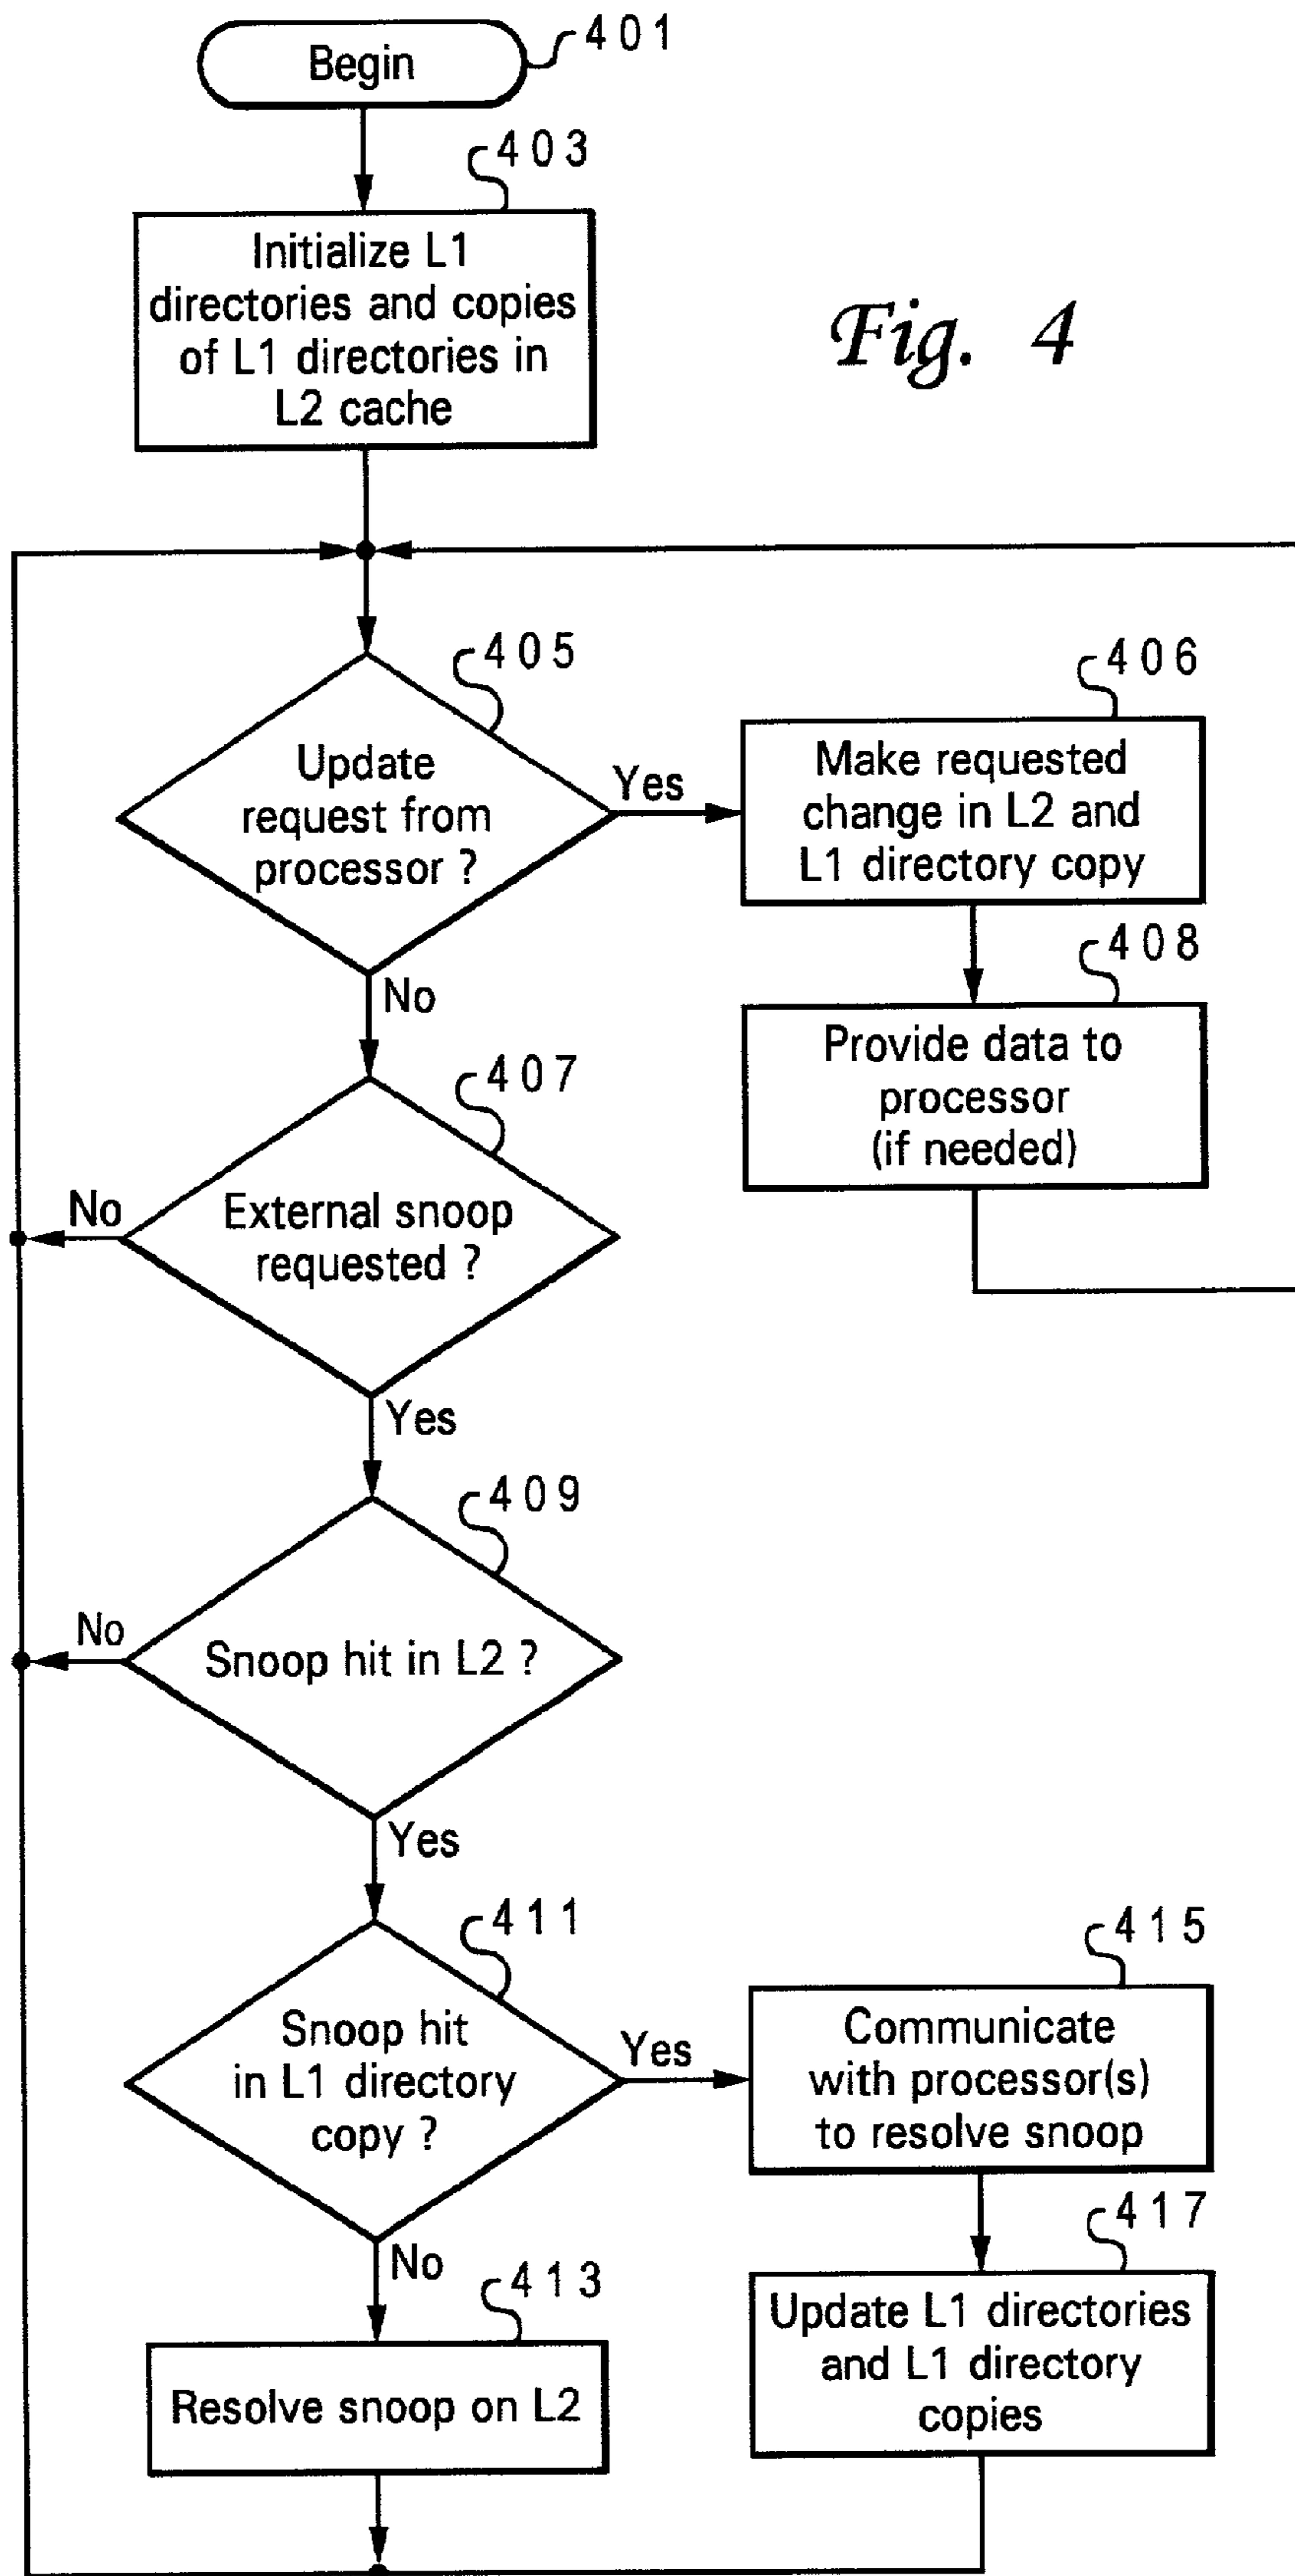 Begin
401
403
Initialize L1
directories and copies
of L1 directories in
L2 cache
Fig. 4
405
Update
request from
processor ?
Yes
406
Make requested
change in L2 and
L1 directory copy
No
408
Provide data to
processor
(if needed)
407
External snoop
requested ?
No
Yes
409
Snoop hit in L2 ?
No
Yes
411
Snoop hit
in L1 directory
copy ?
Yes
415
Communicate
with processor(s)
to resolve snoop
No
417
Update L1 directories
and L1 directory
copies
413
Resolve snoop on L2